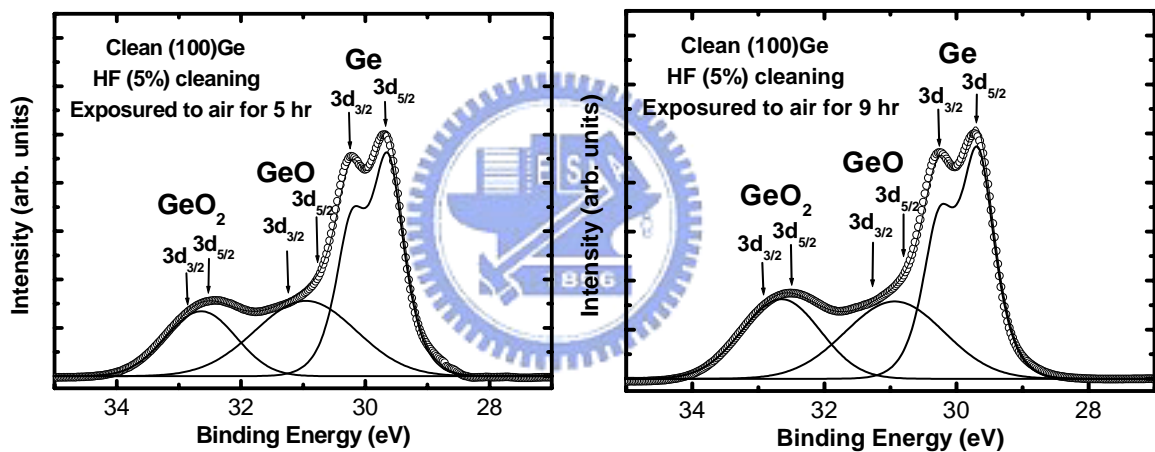 Clean (100)Ge
HF (5%) cleaning
Exposured to air for 5 hr
Ge
3d3/2
3d5/2
GeO
3d5/2
3d3/2
GeO2
3d5/2
3d3/2
Intensity (arb. units)
34 32 30 28
Binding Energy (eV)
Clean (100)Ge
HF (5%) cleaning
Exposured to air for 9 hr
Ge
3d3/2
3d5/2
GeO
3d5/2
3d3/2
GeO2
3d5/2
3d3/2
Intensity (arb. units)
34 32 30 28
Binding Energy (eV)